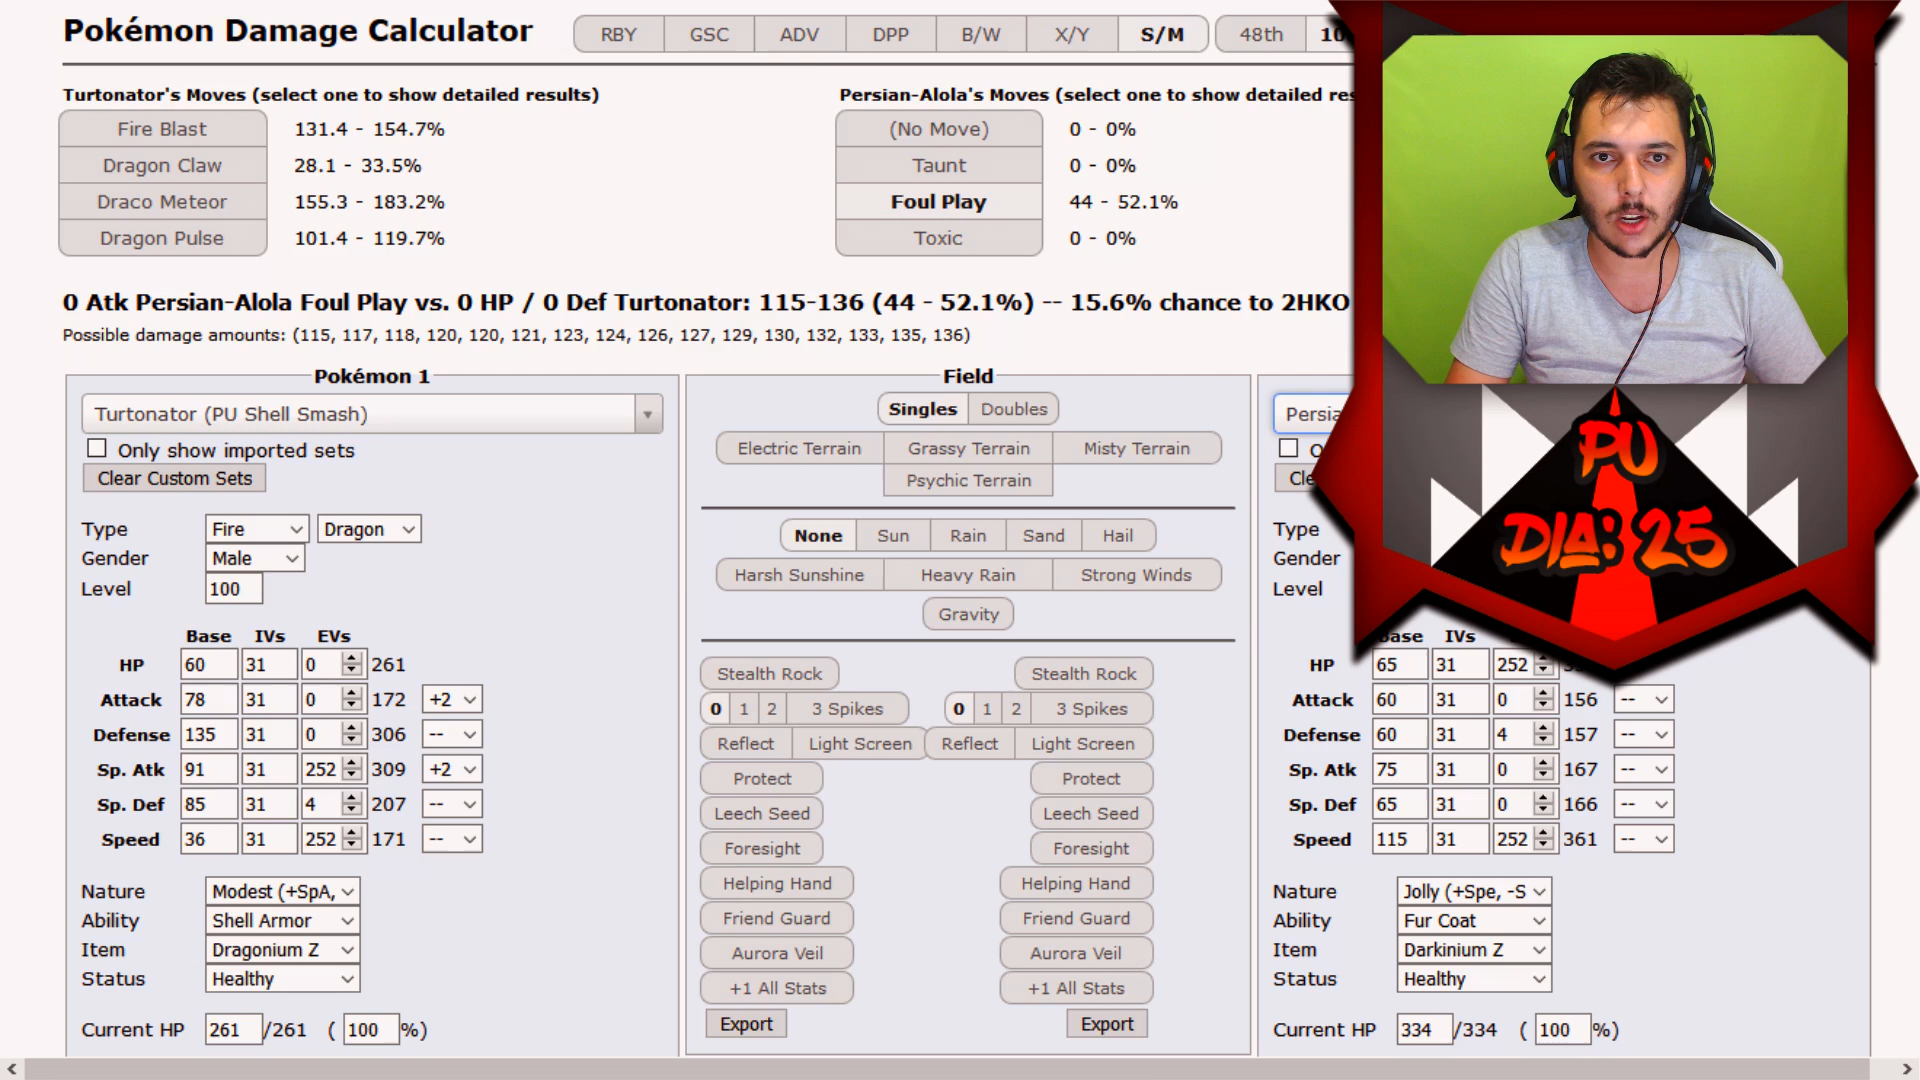 Pokémon Damage Calculator
RBY GSC ADV DPP B/W X/Y S/M 48th
Turtonator's Moves (select one to show detailed results)
Fire Blast 131.4 - 154.7%
Dragon Claw 28.1 - 33.5%
Draco Meteor 155.3 - 183.2%
Dragon Pulse 101.4 - 119.7%
Persian-Alola's Moves (select one to show detailed
(No Move) 0 - 0%
Taunt 0 - 0%
Foul Play 44 - 52.1%
Toxic 0 - 0%
0 Atk Persian-Alola Foul Play vs. 0 HP / 0 Def Turtonator: 115-136 (44 - 52.1%) -- 15.6% chance to 2HKO
Possible damage amounts: (115, 117, 118, 120, 120, 121, 123, 124, 126, 127, 129, 130, 132, 133, 135, 136)
Pokémon 1
Turtonator (PU Shell Smash)
Only show imported sets
Clear Custom Sets
Type Fire Dragon
Gender Male
Level 100
Base IVs EVs
HP 60 31 0 261
Attack 78 31 0 172 +2
Defense 135 31 0 306 --
Sp. Atk 91 31 252 309 +2
Sp. Def 85 31 4 207 --
Speed 36 31 252 171 --
Nature Modest (+SpA,
Ability Shell Armor
Item Dragonium Z
Status Healthy
Current HP 261 /261 ( 100 %)
Field
Singles Doubles
Electric Terrain Grassy Terrain Misty Terrain
Psychic Terrain
None Sun Rain Sand Hail
Harsh Sunshine Heavy Rain Strong Winds
Gravity
Stealth Rock Stealth Rock
0 1 2 3 Spikes 0 1 2 3 Spikes
Reflect Light Screen Reflect Light Screen
Protect Protect
Leech Seed Leech Seed
Foresight Foresight
Helping Hand Helping Hand
Friend Guard Friend Guard
Aurora Veil Aurora Veil
+1 All Stats +1 All Stats
Export Export
Type
Gender
Level
IVs
HP 65 31 252
Attack 60 31 0 156 --
Defense 60 31 4 157 --
Sp. Atk 75 31 0 167 --
Sp. Def 65 31 0 166 --
Speed 115 31 252 361 --
Nature Jolly (+Spe, -S
Ability Fur Coat
Item Darkinium Z
Status Healthy
Current HP 334 /334 ( 100 %)
PU
DIA: 25